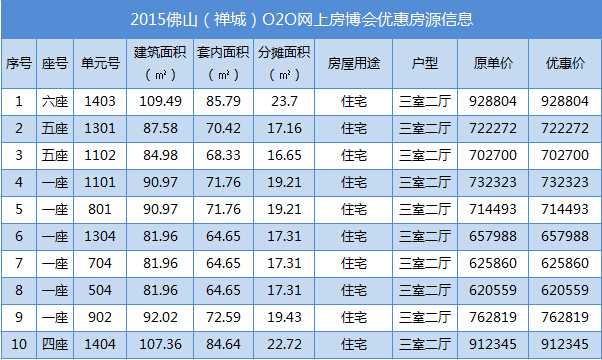 2015佛山（禅城）O2O网上房博会优惠房源信息
序号 座号 单元号 建筑面积（㎡） 套内面积（㎡） 分摊面积（㎡） 房屋用途 户型 原单价 优惠价
1 六座 1403 109.49 85.79 23.7 住宅 三室二厅 928804 928804
2 五座 1301 87.58 70.42 17.16 住宅 三室二厅 722272 722272
3 五座 1102 84.98 68.33 16.65 住宅 三室二厅 702700 702700
4 一座 1101 90.97 71.76 19.21 住宅 三室二厅 732323 732323
5 一座 801 90.97 71.76 19.21 住宅 三室二厅 714493 714493
6 一座 1304 81.96 64.65 17.31 住宅 三室二厅 657988 657988
7 一座 704 81.96 64.65 17.31 住宅 三室二厅 625860 625860
8 一座 504 81.96 64.65 17.31 住宅 三室二厅 620559 620559
9 一座 902 92.02 72.59 19.43 住宅 三室二厅 762819 762819
10 四座 1404 107.36 84.64 22.72 住宅 三室二厅 912345 912345